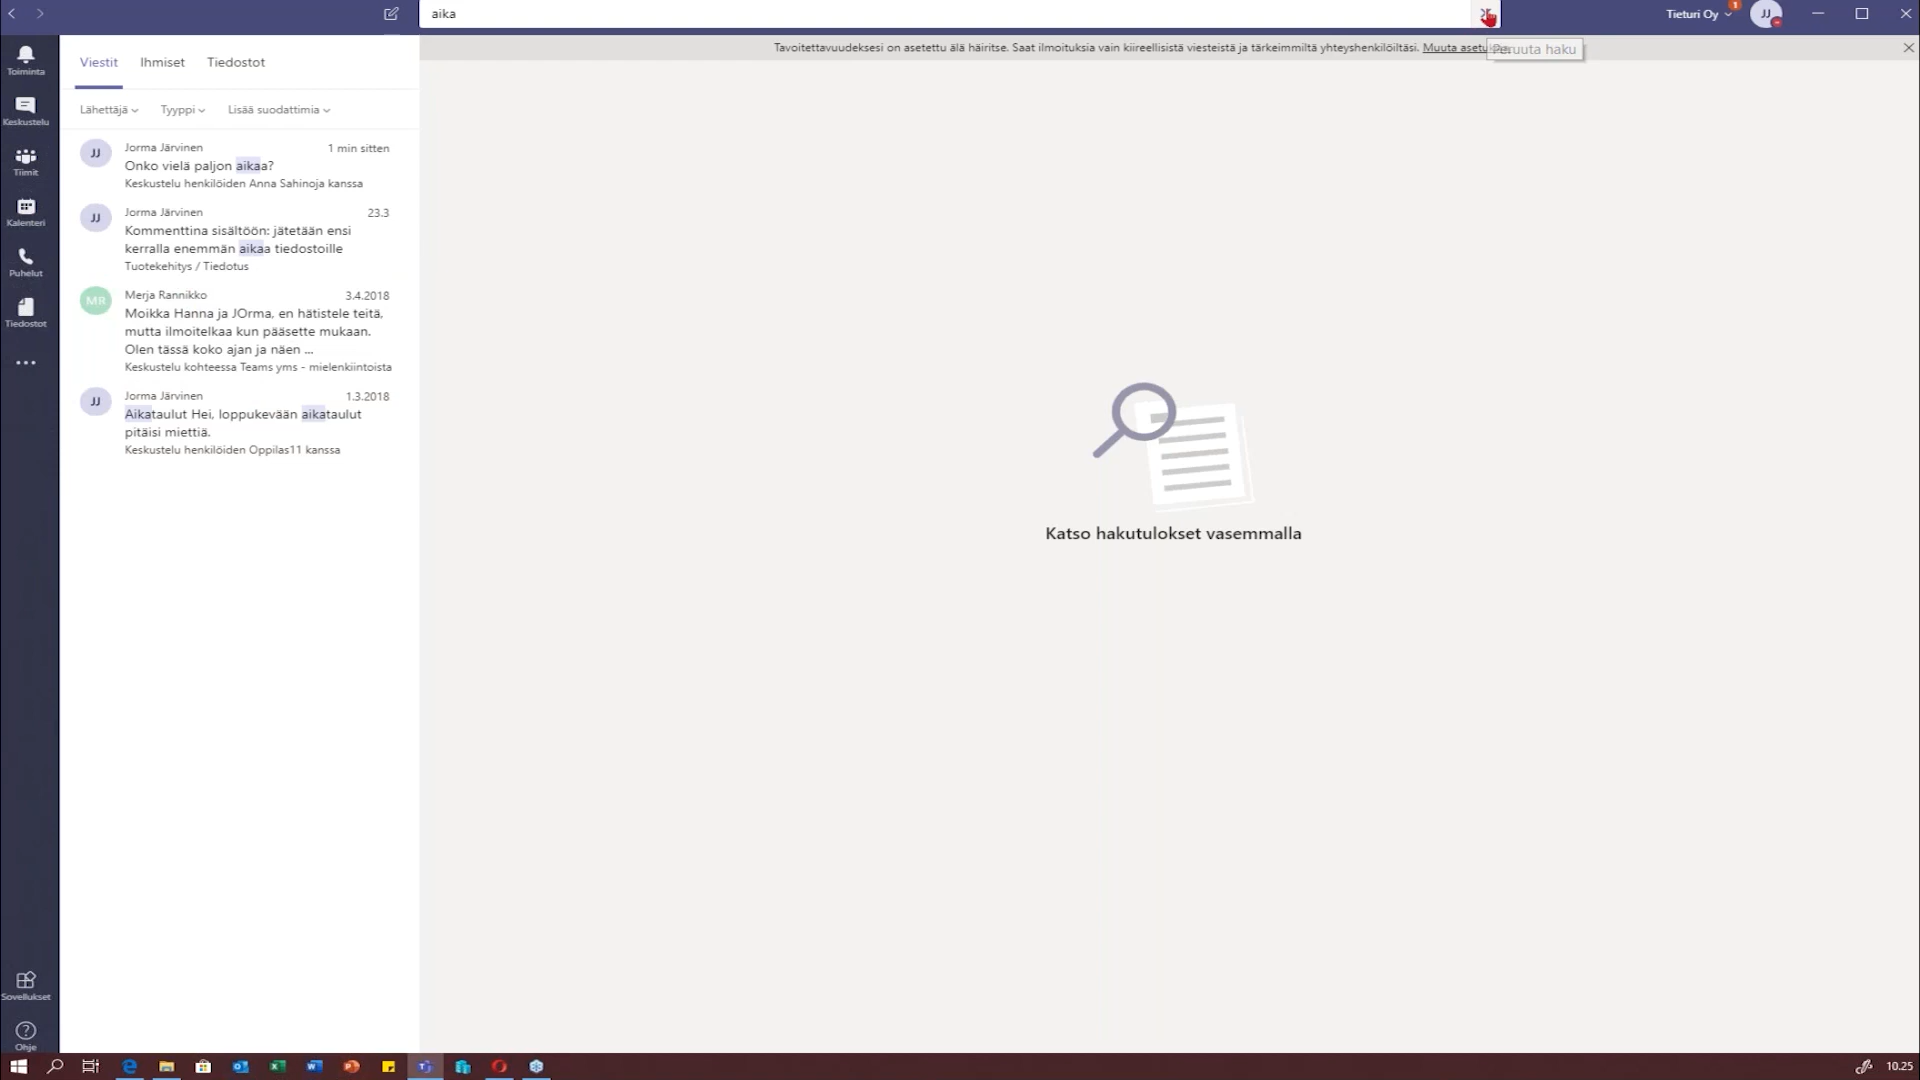 aika
Tieturi Oy
1
JJ
Tavoitettavuudeksesi on asetettu älä häiritse. Saat ilmoituksia vain kiireellisistä viesteistä ja tärkeimmiltä yhteyshenkilöiltäsi. Muuta asetu
Peruuta haku
Toiminta
Keskustelu
Tiimit
Kalenteri
Puhelut
Tiedostot
Sovellukset
Ohje
Viestit Ihmiset Tiedostot
Lähettäjä Tyyppi Lisää suodattimia
JJ
Jorma Järvinen 1 min sitten
Onko vielä paljon aikaa?
Keskustelu henkilöiden Anna Sahinoja kanssa
JJ
Jorma Järvinen 23.3
Kommenttina sisältöön: jätetään ensi
kerralla enemmän aikaa tiedostoille
Tuotekehitys / Tiedotus
MR
Merja Rannikko 3.4.2018
Moikka Hanna ja JOrma, en hätistele teitä,
mutta ilmoitelkaa kun pääsette mukaan.
Olen tässä koko ajan ja näen ...
Keskustelu kohteessa Teams yms - mielenkiintoista
JJ
Jorma Järvinen 1.3.2018
Aikataulut Hei, loppukevään aikataulut
pitäisi miettiä.
Keskustelu henkilöiden Oppilas11 kanssa
Katso hakutulokset vasemmalla
10.25